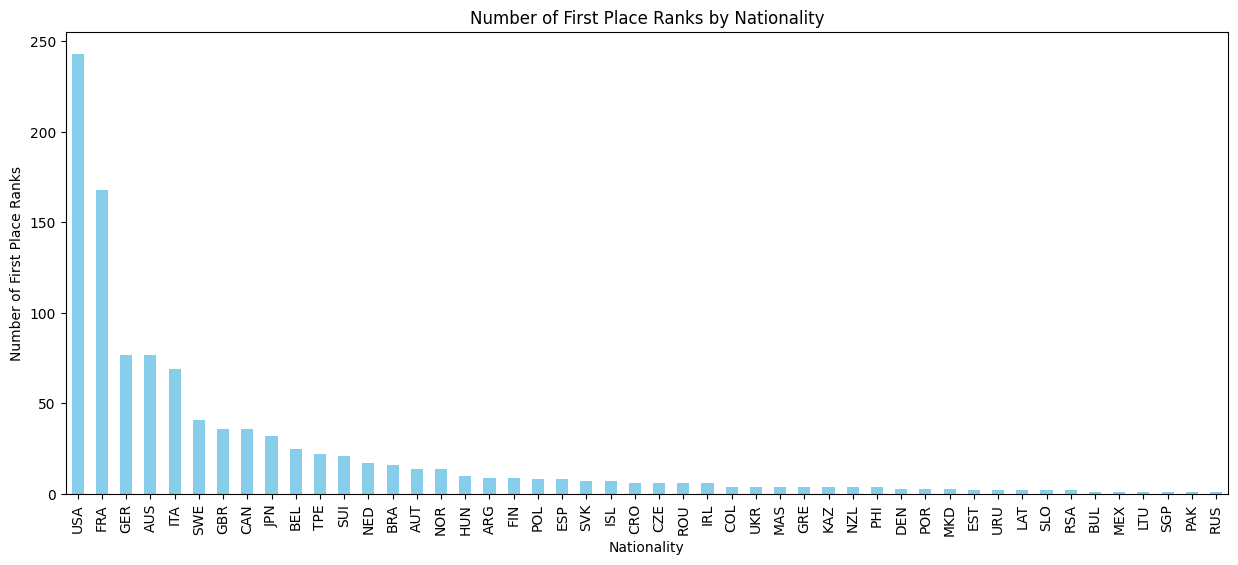 Number of First Place Ranks by Nationality
Number of First Place Ranks
250
200
150
100
50
0
USA FRA GER AUS ITA SWE GBR CAN JPN BEL TPE SUI NED BRA AUT NOR HUN ARG FIN POL ESP SVK ISL CRO CZE ROU IRL COL UKR MAS GRE KAZ NZL PHI DEN POR MKD EST URU LAT SLO RSA BUL MEX LTU SGP PAK RUS
Nationality